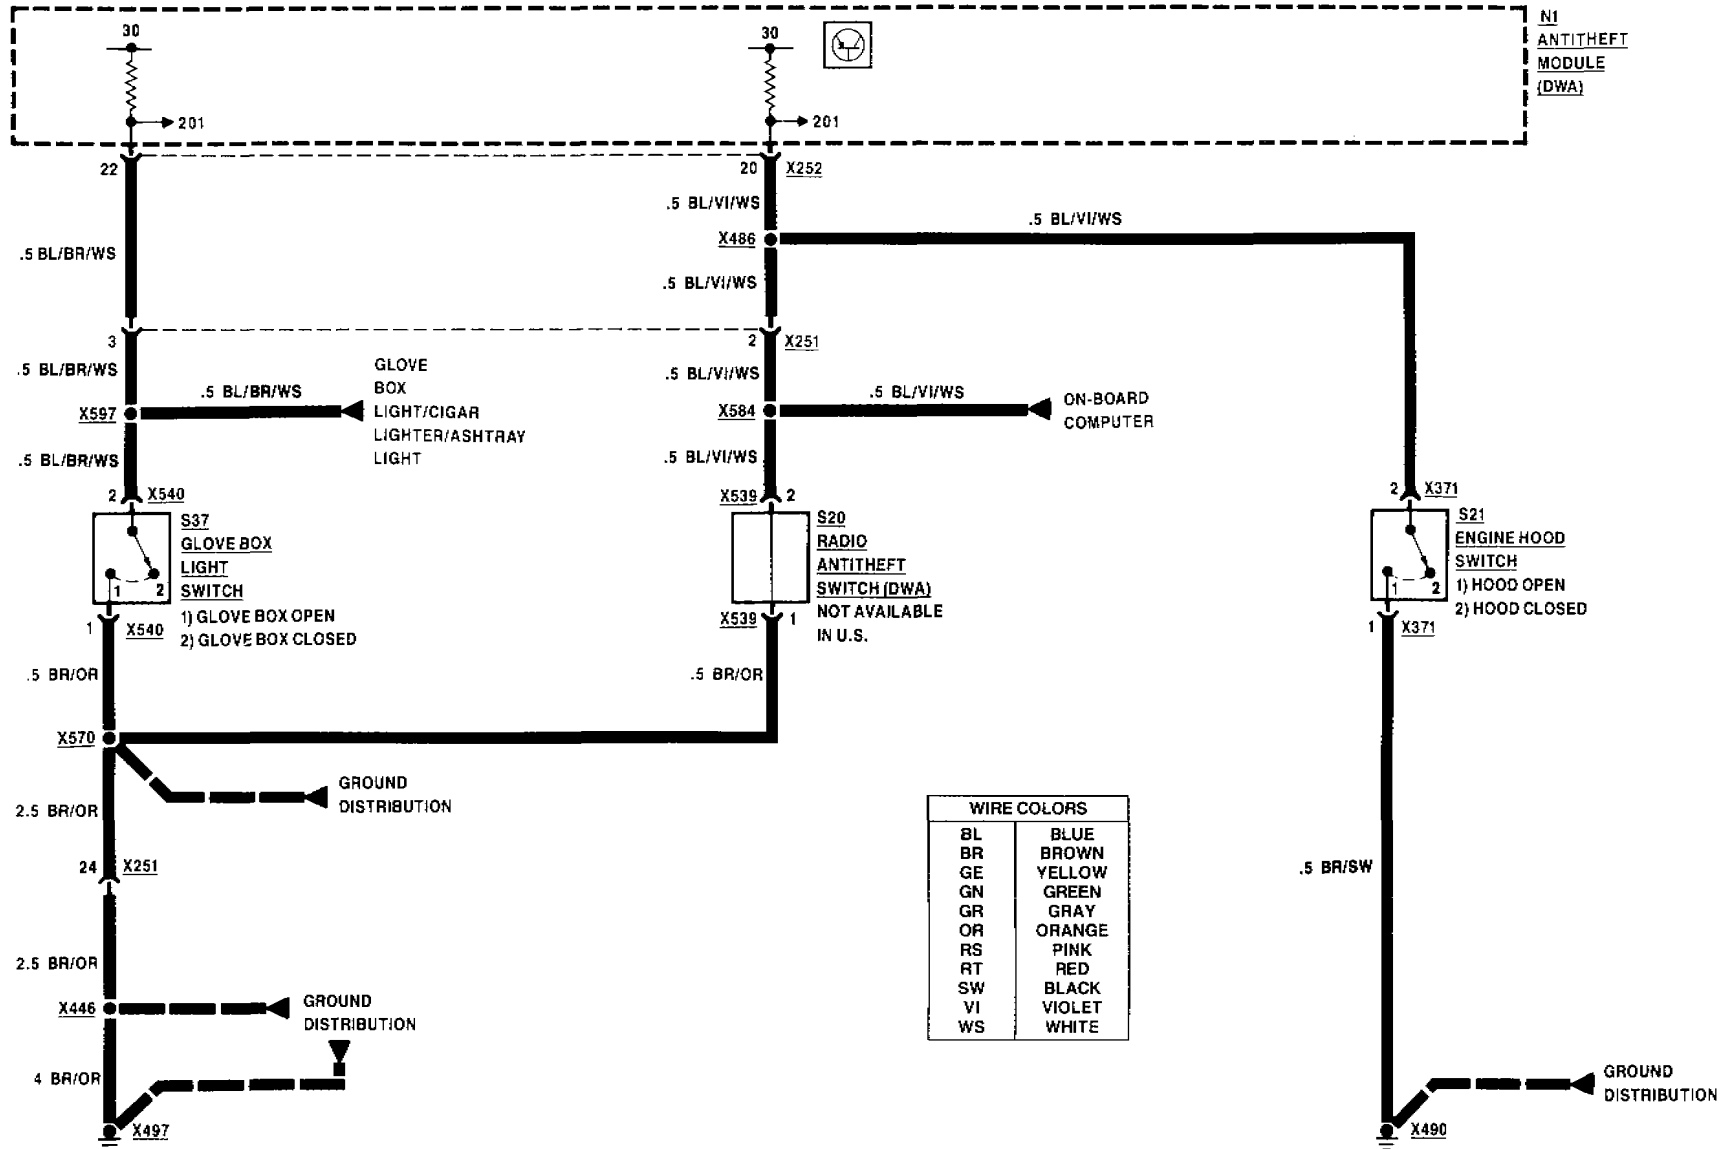 30
30
N1
ANTITHEFT
MODULE
(DWA)
201
201
22
20 X252
.5 BL/VI/WS
.5 BL/VI/WS
X486
.5 BL/BR/WS
.5 BL/VI/WS
3
2 X251
.5 BL/BR/WS
.5 BL/VI/WS
GLOVE
BOX
LIGHT/CIGAR
LIGHTER/ASHTRAY
LIGHT
.5 BL/BR/WS
.5 BL/VI/WS
ON-BOARD
COMPUTER
X597
X584
.5 BL/BR/WS
.5 BL/VI/WS
2 X540
X539 2
2 X371
S37
GLOVE BOX
LIGHT
SWITCH
1) GLOVE BOX OPEN
2) GLOVE BOX CLOSED
1 2
S20
RADIO
ANTITHEFT
SWITCH (DWA)
NOT AVAILABLE
IN U.S.
S21
ENGINE HOOD
SWITCH
1) HOOD OPEN
2) HOOD CLOSED
1 2
1 X540
X539 1
1 X371
.5 BR/OR
.5 BR/OR
X570
GROUND
DISTRIBUTION
2.5 BR/OR
24 X251
WIRE COLORS
BL BLUE
BR BROWN
GE YELLOW
GN GREEN
GR GRAY
OR ORANGE
RS PINK
RT RED
SW BLACK
VI VIOLET
WS WHITE
.5 BR/SW
2.5 BR/OR
X446
GROUND
DISTRIBUTION
4 BR/OR
X497
GROUND
DISTRIBUTION
X490